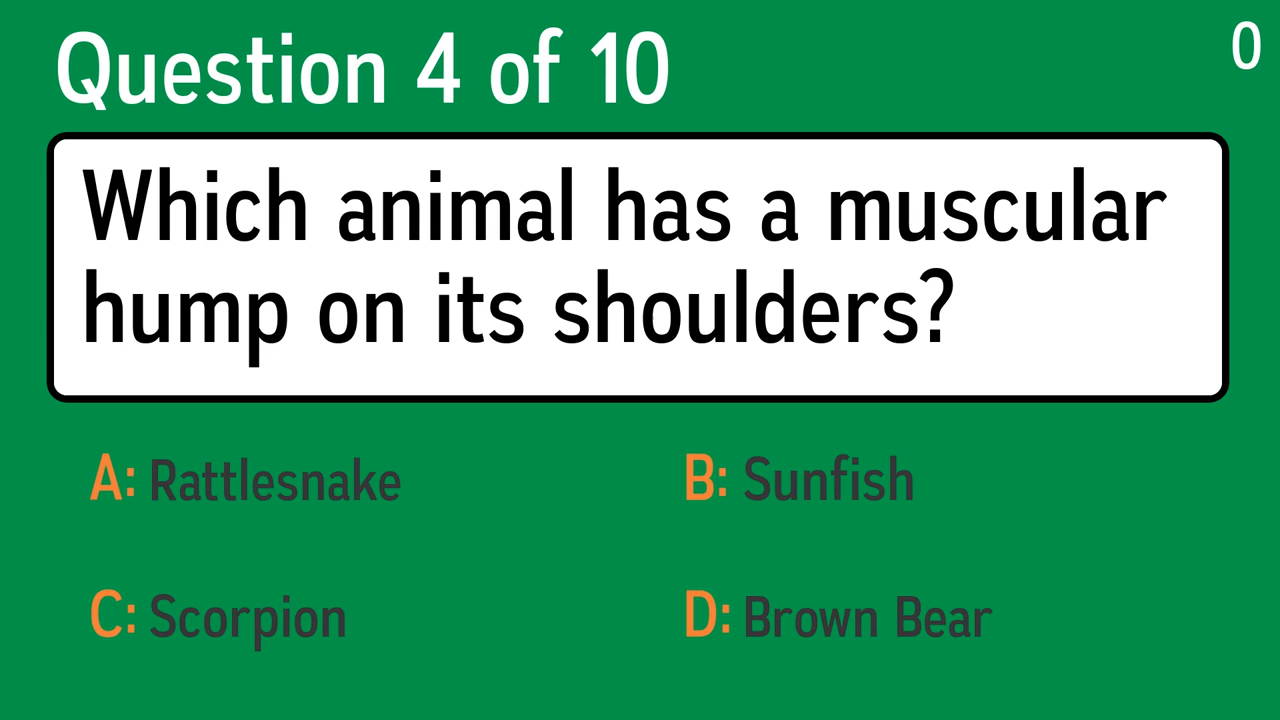 Question 4 of 10
0
Which animal has a muscular
hump on its shoulders?
A: Rattlesnake
B: Sunfish
C: Scorpion
D: Brown Bear